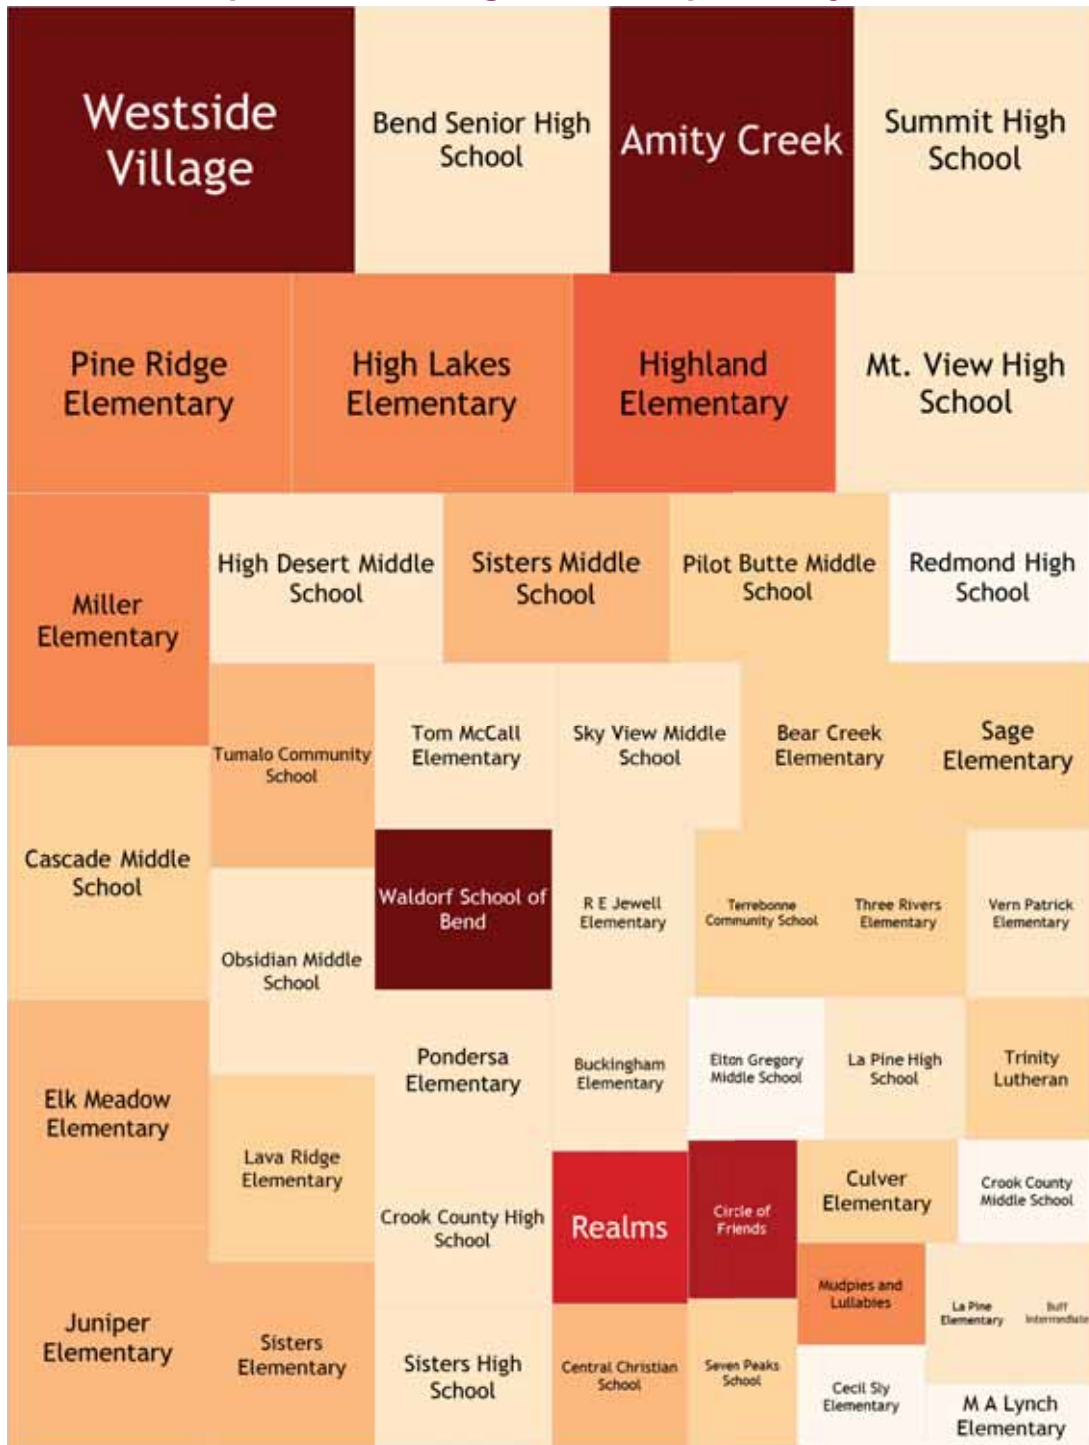 Westside
Village
Bend Senior High
School
Amity Creek
Summit High
School
Pine Ridge
Elementary
High Lakes
Elementary
Highland
Elementary
Mt. View High
School
Miller
Elementary
High Desert Middle
School
Sisters Middle
School
Pilot Butte Middle
School
Redmond High
School
Tumalo Community
School
Tom McCall
Elementary
Sky View Middle
School
Bear Creek
Elementary
Sage
Elementary
Cascade Middle
School
Waldorf School of
Bend
R E Jewell
Elementary
Terrebonne
Community School
Three Rivers
Elementary
Vern Patrick
Elementary
Obsidian Middle
School
Elk Meadow
Elementary
Pondersa
Elementary
Buckingham
Elementary
Elton Gregory
Middle School
La Pine High
School
Trinity
Lutheran
Lava Ridge
Elementary
Crook County High
School
Realms
Circle of
Friends
Culver
Elementary
Crook County
Middle School
Juniper
Elementary
Sisters
Elementary
Sisters High
School
Central Christian
School
Seven Peaks
School
Mudpies and
Lullabies
La Pine
Elementary
Buff
Intermediate
Cecil Sly
Elementary
M A Lynch
Elementary